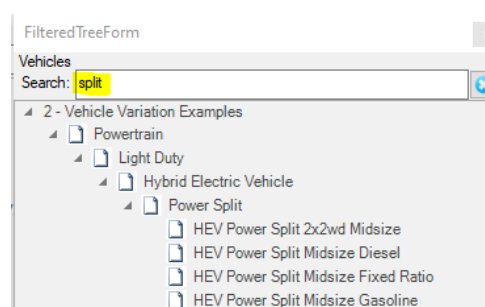 FilteredTreeForm
Vehicles
Search: split
2 - Vehicle Variation Examples
Powertrain
Light Duty
Hybrid Electric Vehicle
Power Split
HEV Power Split 2x2wd Midsize
HEV Power Split Midsize Diesel
HEV Power Split Midsize Fixed Ratio
HEV Power Split Midsize Gasoline